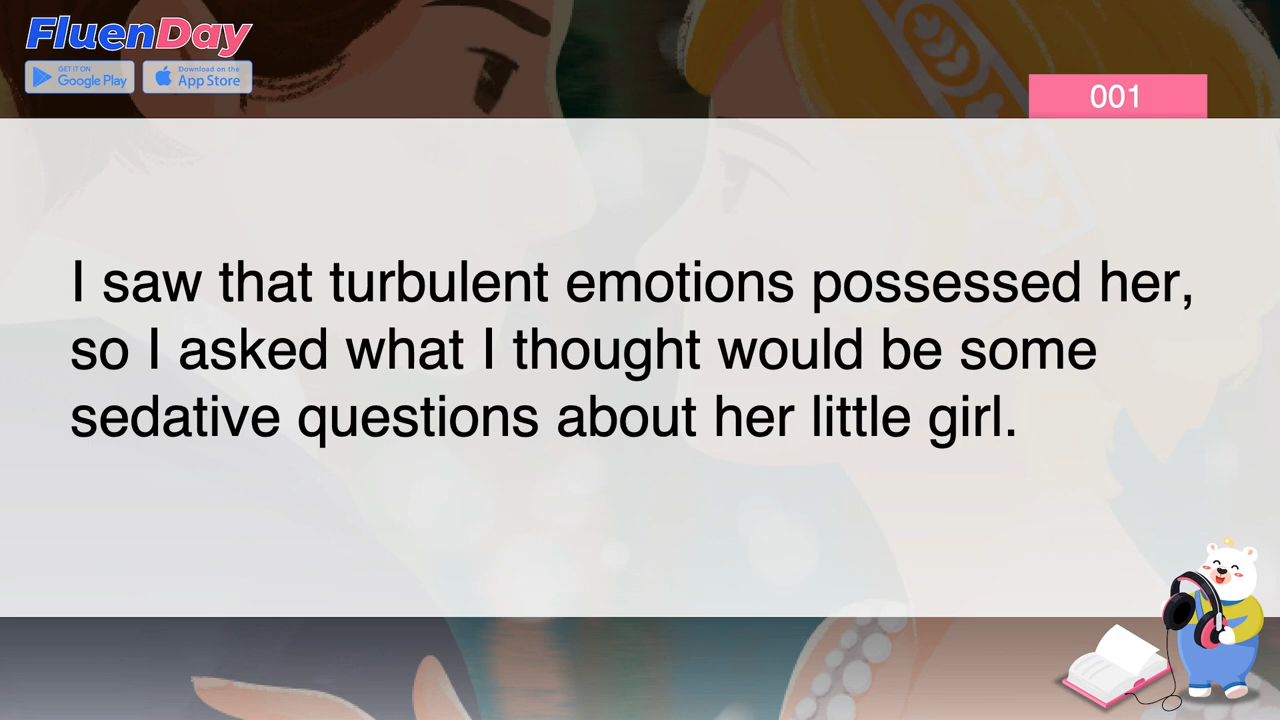 FluenDay
GET IT ON
Google Play
Download on the
App Store
001
I saw that turbulent emotions possessed her,
so I asked what I thought would be some
sedative questions about her little girl.